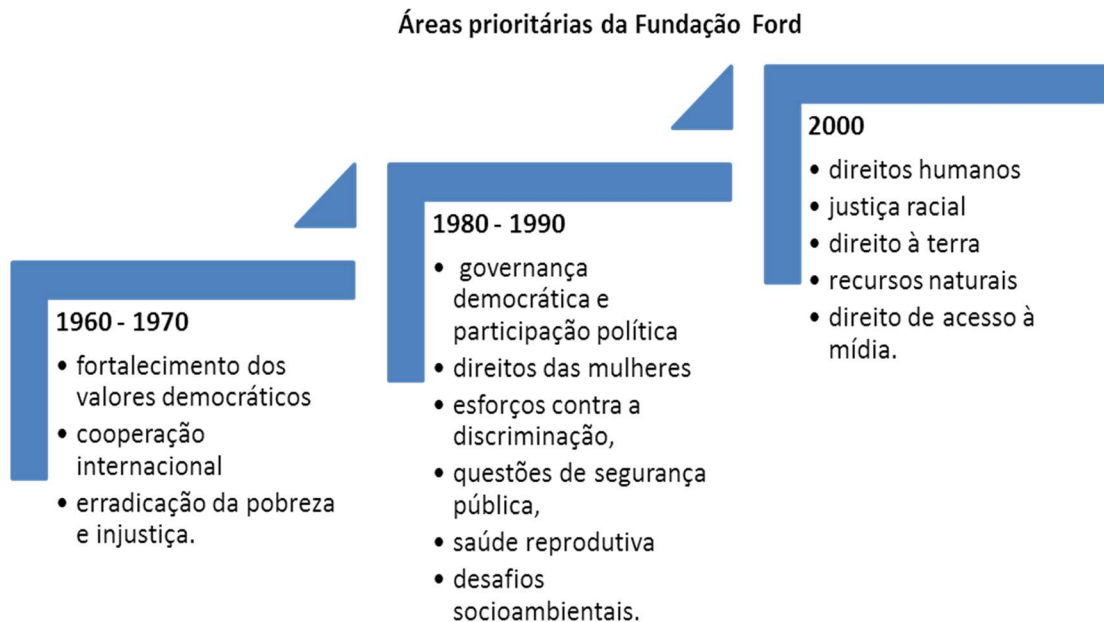 Áreas prioritárias da Fundação Ford
1960 - 1970
• fortalecimento dos
valores democráticos
• cooperação
internacional
• erradicação da pobreza
e injustiça.
1980 - 1990
• governança
democrática e
participação política
• direitos das mulheres
• esforços contra a
discriminação,
• questões de segurança
pública,
• saúde reprodutiva
• desafios
socioambientais.
2000
• direitos humanos
• justiça racial
• direito à terra
• recursos naturais
• direito de acesso à
mídia.